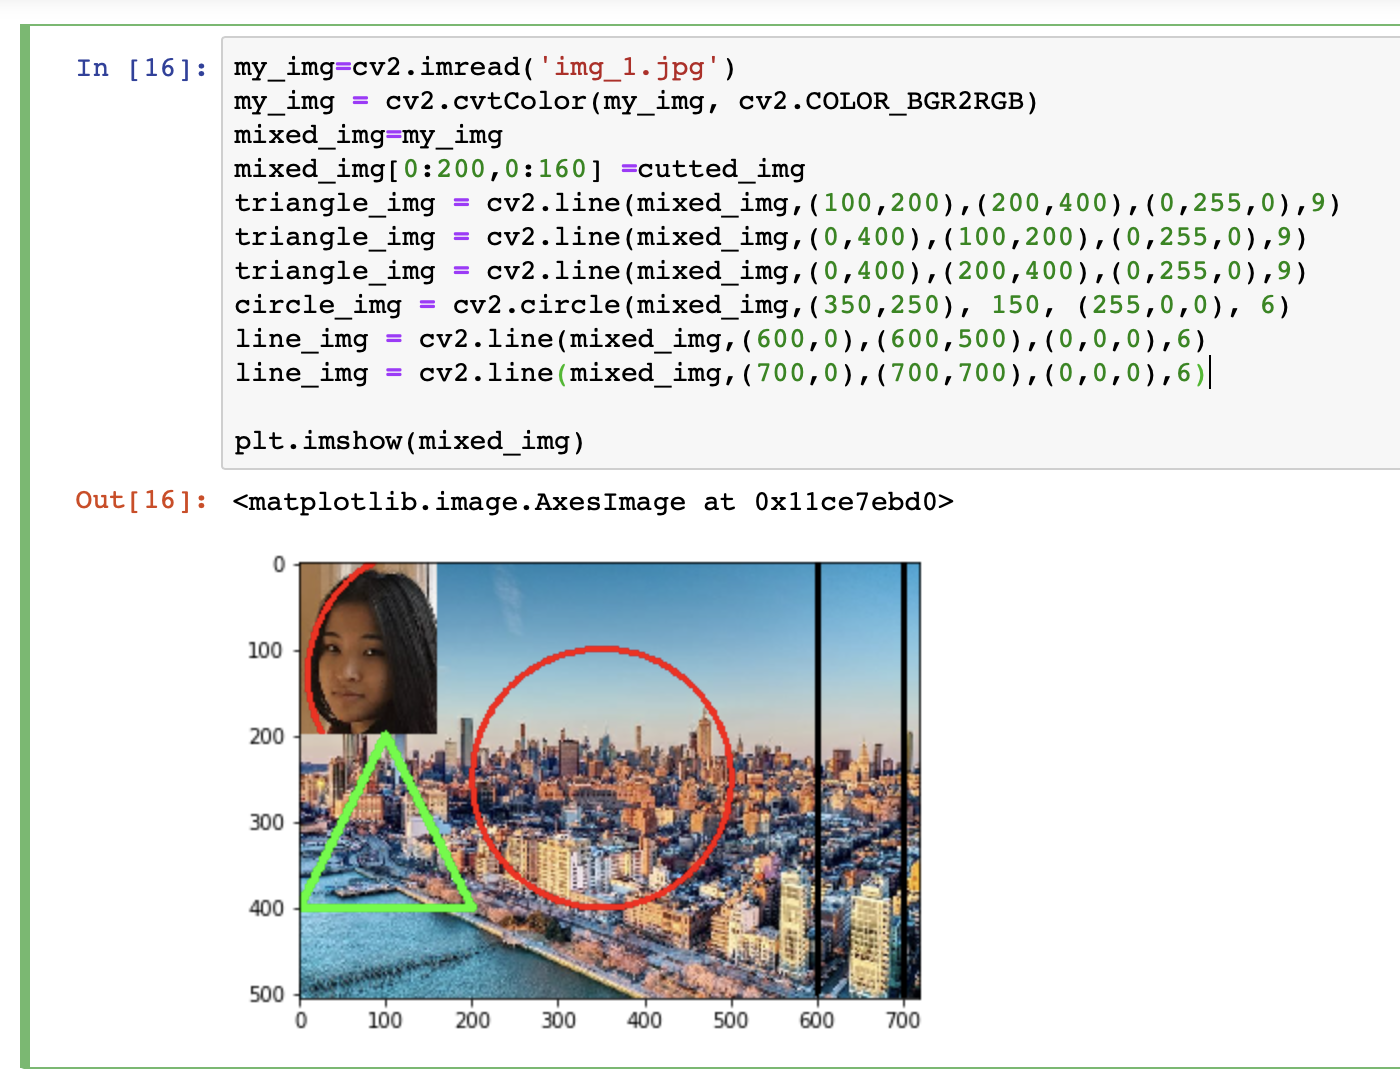 In [16]:
my_img=cv2.imread('img_1.jpg')
my_img = cv2.cvtColor(my_img, cv2.COLOR_BGR2RGB)
mixed_img=my_img
mixed_img[0:200,0:160] =cutted_img
triangle_img = cv2.line(mixed_img,(100,200),(200,400),(0,255,0),9)
triangle_img = cv2.line(mixed_img,(0,400),(100,200),(0,255,0),9)
triangle_img = cv2.line(mixed_img,(0,400),(200,400),(0,255,0),9)
circle_img = cv2.circle(mixed_img,(350,250), 150, (255,0,0), 6)
line_img = cv2.line(mixed_img,(600,0),(600,500),(0,0,0),6)
line_img = cv2.line(mixed_img,(700,0),(700,700),(0,0,0),6)
plt.imshow(mixed_img)
Out[16]: <matplotlib.image.AxesImage at 0x11ce7ebd0>
0
100
200
300
400
500
0 100 200 300 400 500 600 700